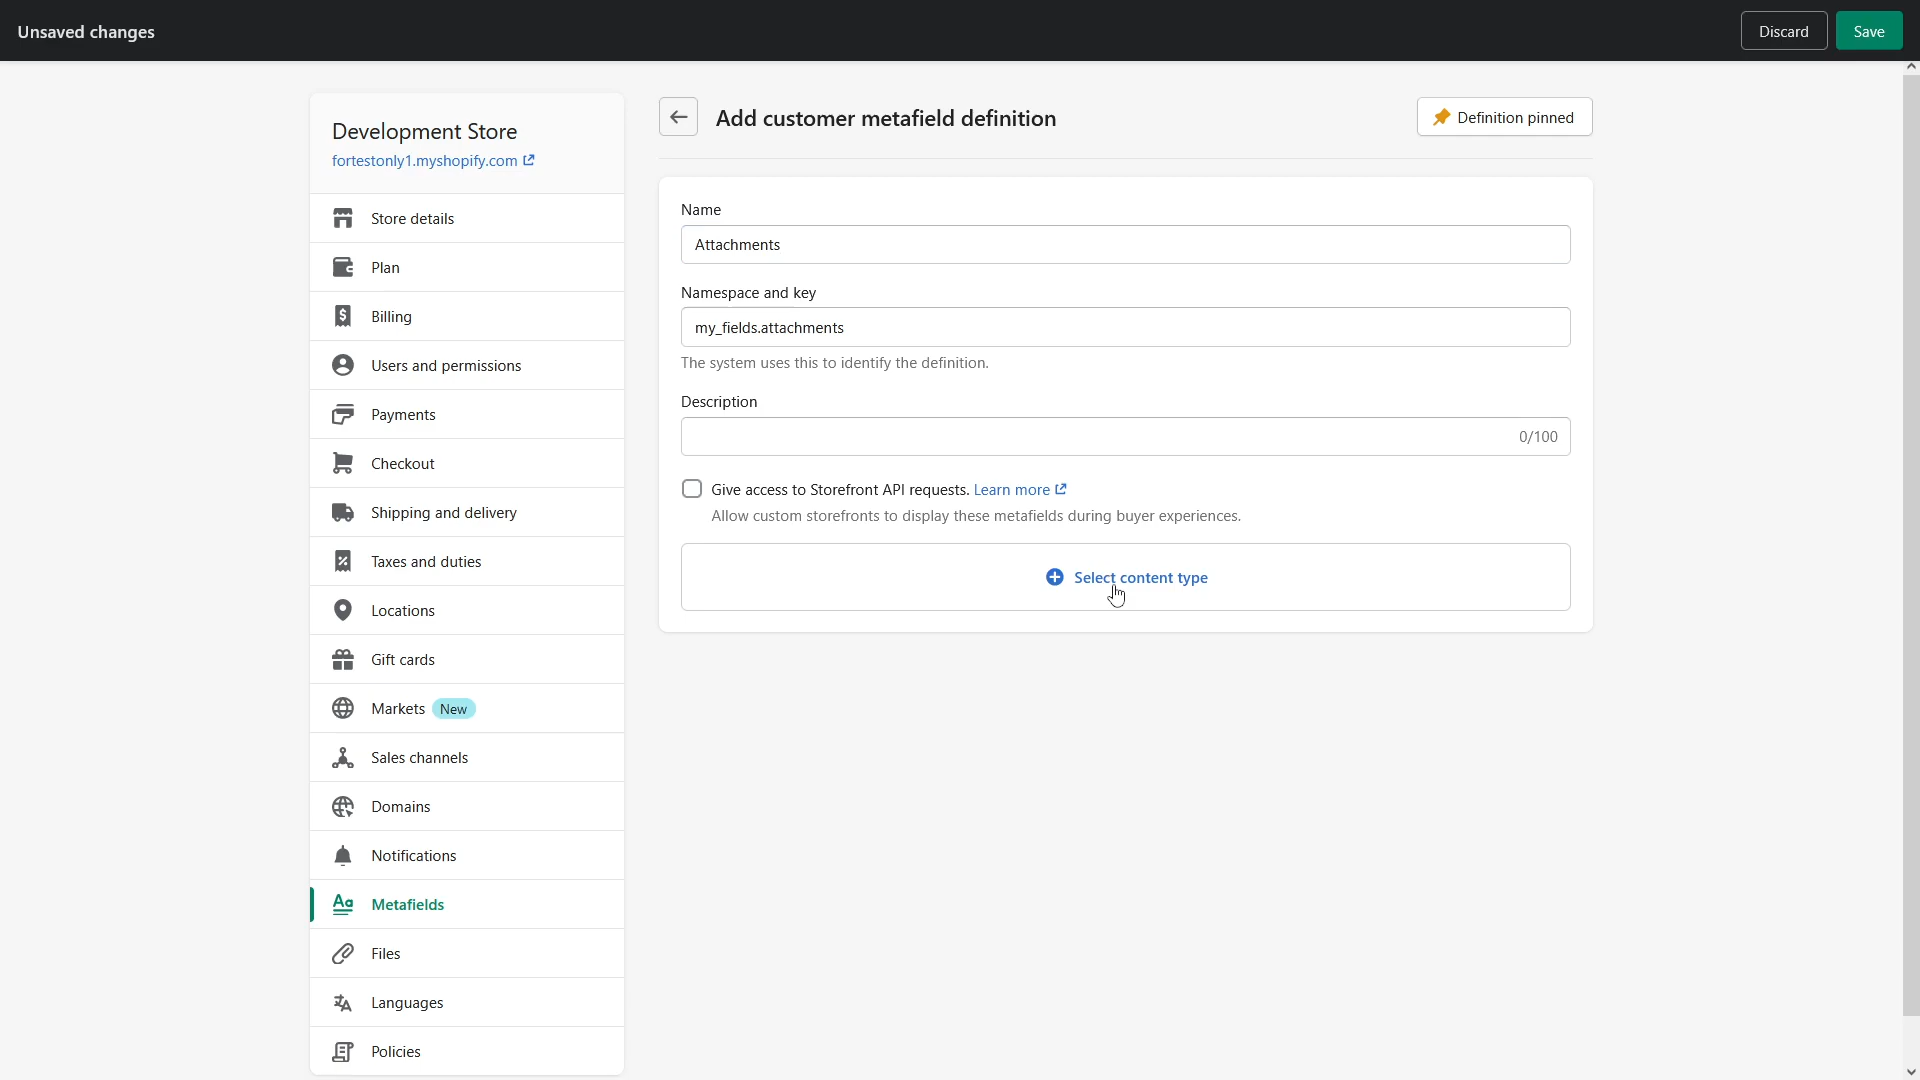 Unsaved changes
Discard
Save
Development Store
fortestonly1.myshopify.com
Store details
Plan
Billing
Users and permissions
Payments
Checkout
Shipping and delivery
Taxes and duties
Locations
Gift cards
Markets New
Sales channels
Domains
Notifications
Metafields
Files
Languages
Policies
Add customer metafield definition
Definition pinned
Name
Attachments
Namespace and key
my_fields.attachments
The system uses this to identify the definition.
Description
0/100
Give access to Storefront API requests. Learn more
Allow custom storefronts to display these metafields during buyer experiences.
Select content type